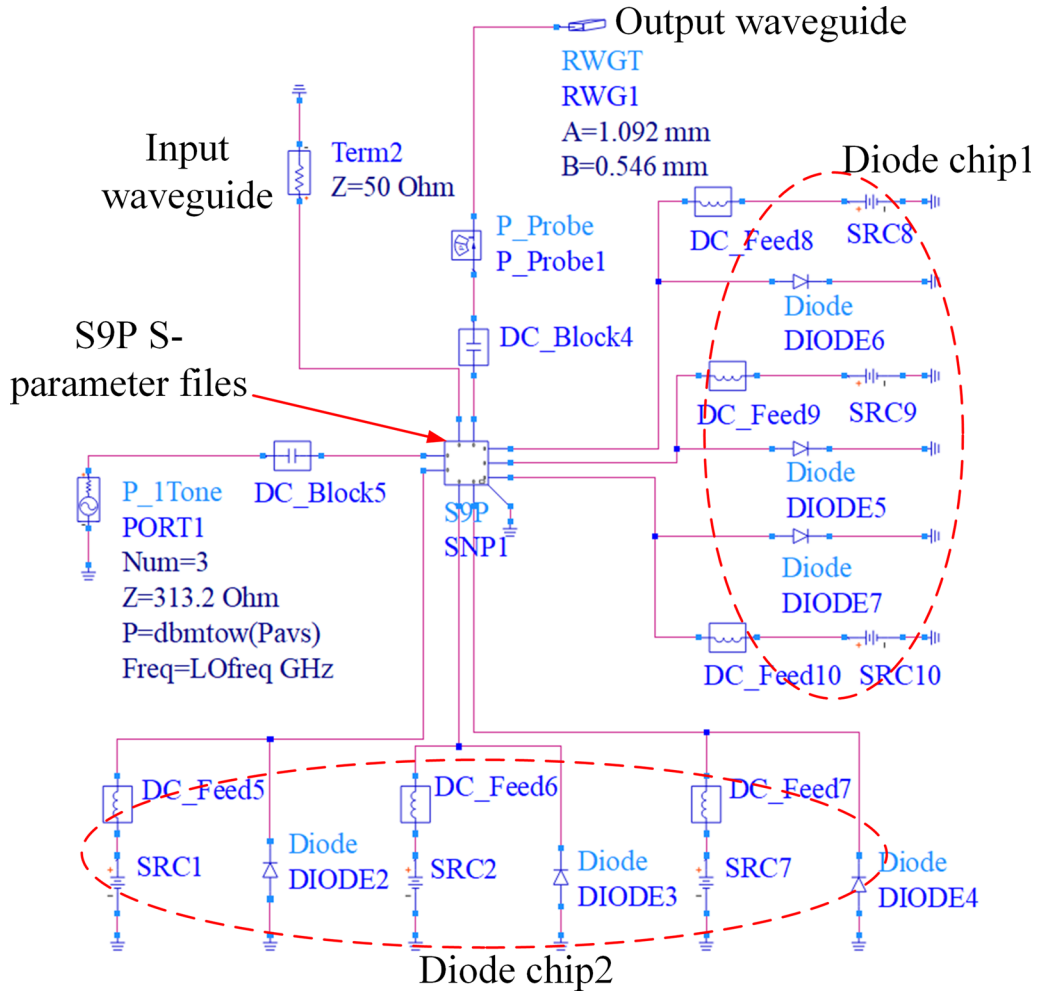 Output waveguide
RWGT
RWG1
A=1.092 mm
B=0.546 mm
Input
waveguide
Term2
Z=50 Ohm
P_Probe
P_Probe1
DC_Block4
Diode chip1
DC_Feed8
SRC8
Diode
DIODE6
DC_Feed9
SRC9
Diode
DIODE5
Diode
DIODE7
DC_Feed10
SRC10
S9P S-
parameter files
DC_Block5
S9P
SNP1
P_1Tone
PORT1
Num=3
Z=313.2 Ohm
P=dbmtow(Pavs)
Freq=LOfreq GHz
DC_Feed5
SRC1
Diode
DIODE2
DC_Feed6
SRC2
Diode
DIODE3
DC_Feed7
SRC7
Diode
DIODE4
Diode chip2